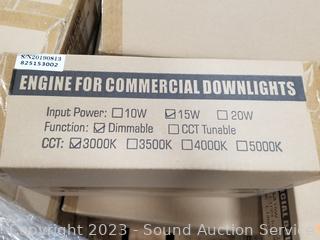 S/N20190813
825153002
ENGINE FOR COMMERCIAL DOWNLIGHTS
Input Power: ☐10W ☑15W ☐20W
Function: ☑Dimmable ☐CCT Tunable
CCT: ☑3000K ☐3500K ☐4000K ☐5000K
Copyright 2023 - Sound Auction Service